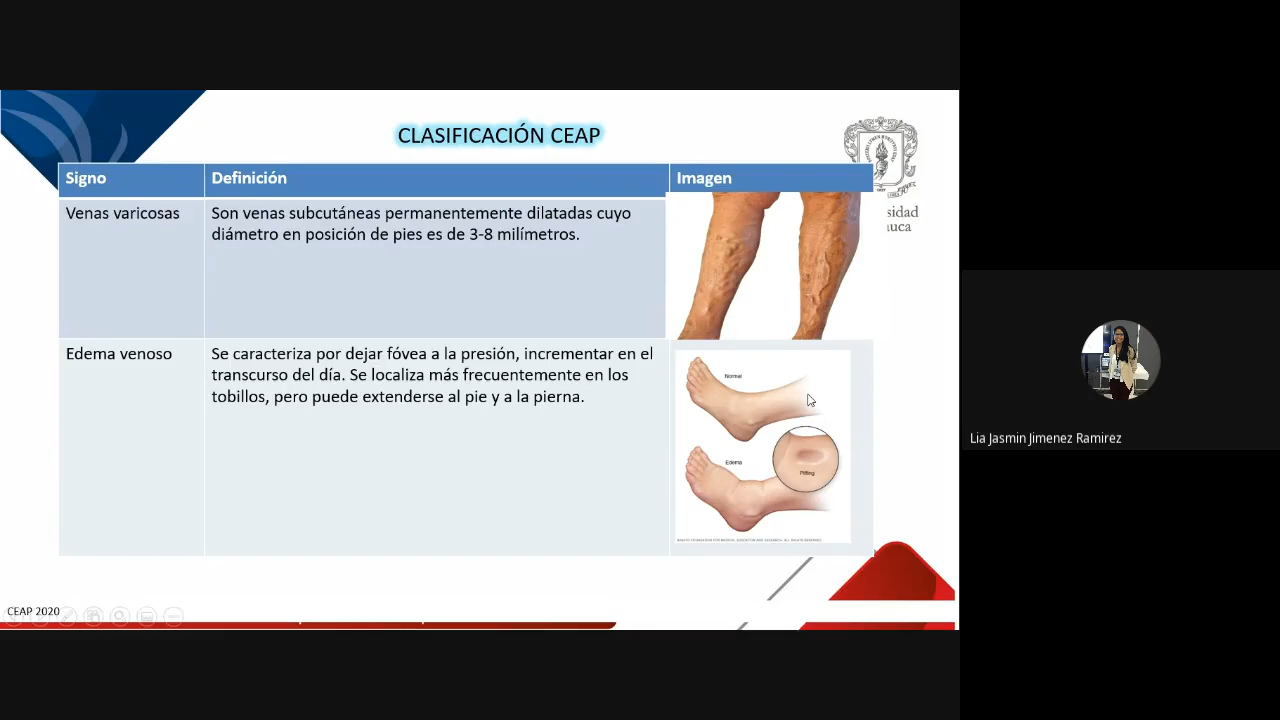 CLASIFICACIÓN CEAP
Signo
Definición
Imagen
Venas varicosas
Son venas subcutáneas permanentemente dilatadas cuyo
diámetro en posición de pies es de 3-8 milímetros.
sidad
uca
Edema venoso
Se caracteriza por dejar fóvea a la presión, incrementar en el
transcurso del día. Se localiza más frecuentemente en los
tobillos, pero puede extenderse al pie y a la pierna.
Normal
Edema
Pitting
CEAP 2020
Lia Jasmin Jimenez Ramirez